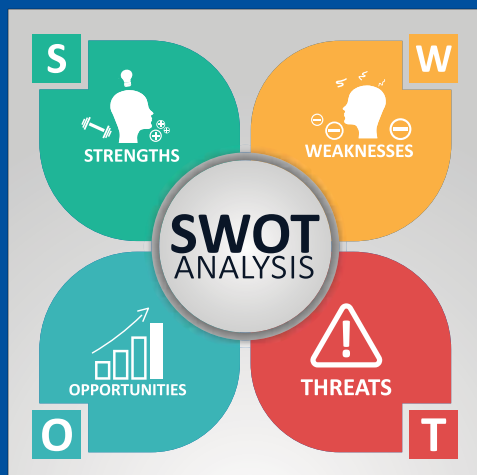 S
STRENGTHS
W
WEAKNESSES
SWOT
ANALYSIS
OPPORTUNITIES
O
THREATS
T